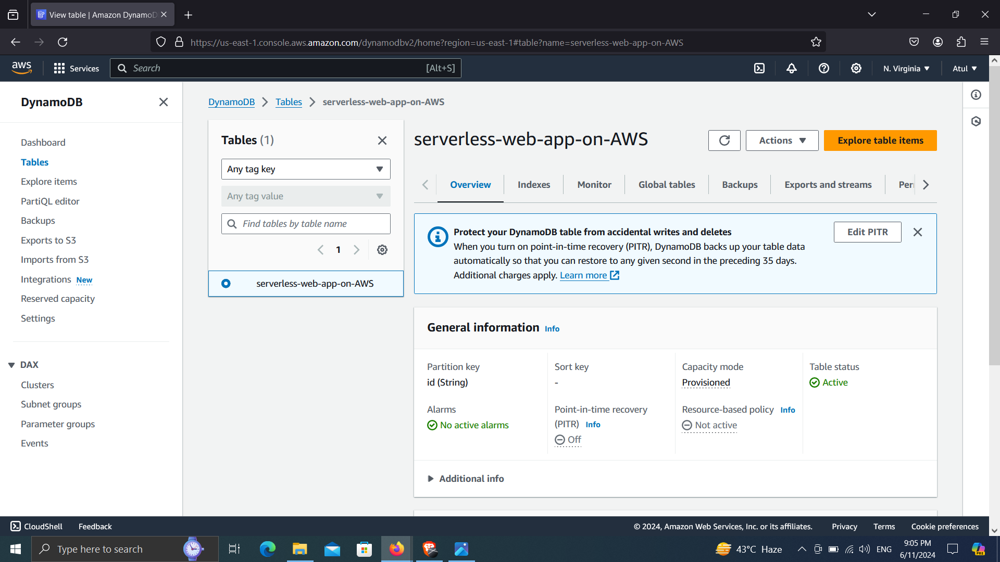 View table | Amazon DynamoD
https://us-east-1.console.aws.amazon.com/dynamodbv2/home?region=us-east-1#table?name=serverless-web-app-on-AWS
aws
Services
Search
[Alt+S]
N. Virginia
Atul
DynamoDB
Dashboard
Tables
Explore items
PartiQL editor
Backups
Exports to S3
Imports from S3
Integrations New
Reserved capacity
Settings
DAX
Clusters
Subnet groups
Parameter groups
Events
DynamoDB
Tables
serverless-web-app-on-AWS
Tables (1)
Any tag key
Any tag value
Find tables by table name
1
serverless-web-app-on-AWS
serverless-web-app-on-AWS
Actions
Explore table items
Overview
Indexes
Monitor
Global tables
Backups
Exports and streams
Per
Protect your DynamoDB table from accidental writes and deletes
When you turn on point-in-time recovery (PITR), DynamoDB backs up your table data
automatically so that you can restore to any given second in the preceding 35 days.
Additional charges apply. Learn more
Edit PITR
General information Info
Partition key
id (String)
Sort key
-
Capacity mode
Provisioned
Table status
Active
Alarms
No active alarms
Point-in-time recovery
(PITR) Info
Off
Resource-based policy Info
Not active
Additional info
CloudShell
Feedback
© 2024, Amazon Web Services, Inc. or its affiliates.
Privacy
Terms
Cookie preferences
Type here to search
43°C Haze
ENG
9:05 PM
6/11/2024
PRE